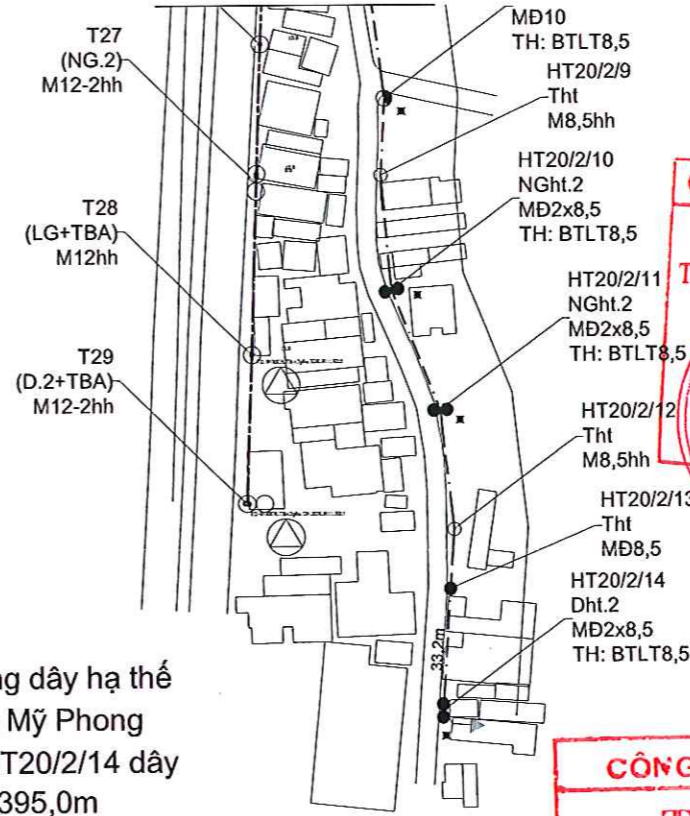 T27
(NG.2)
M12-2hh
T28
(LG+TBA)
M12hh
T29
(D.2+TBA)
M12-2hh
MĐ10
TH: BTLT8,5
HT20/2/9
Tht
M8,5hh
HT20/2/10
NGht.2
MĐ2x8,5
TH: BTLT8,5
HT20/2/11
NGht.2
MĐ2x8,5
TH: BTLT8,5
HT20/2/12
Tht
M8,5hh
HT20/2/13
Tht
MĐ8,5
HT20/2/14
Dht.2
MĐ2x8,5
TH: BTLT8,5
33,2m
dây hạ thế
Mỹ Phong
T20/2/14 dây
395,0m
CÔNG